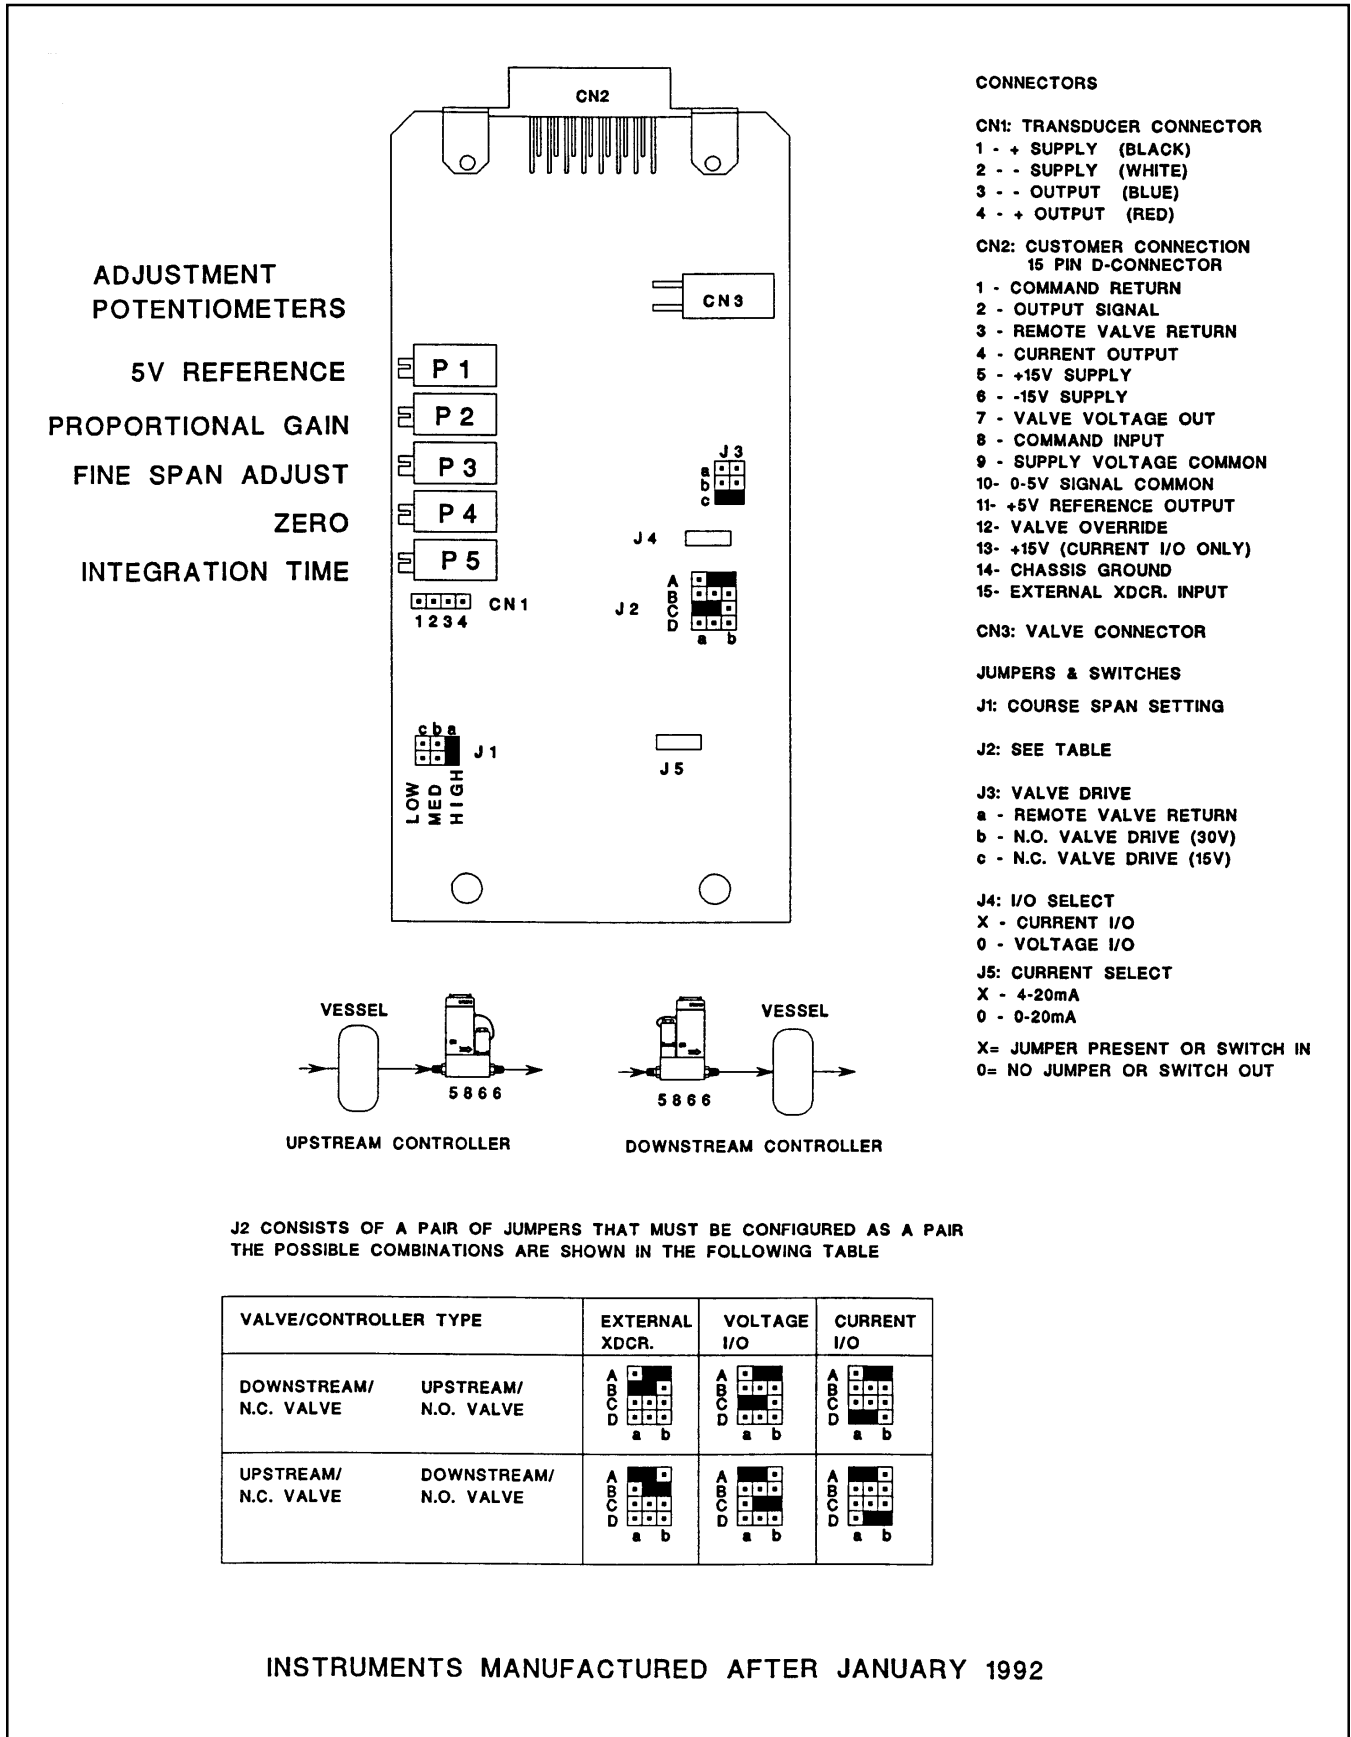 CN2
ADJUSTMENT
POTENTIOMETERS
5V REFERENCE
PROPORTIONAL GAIN
FINE SPAN ADJUST
ZERO
INTEGRATION TIME
CN3
P 1
P 2
P 3
P 4
P 5
CN1
1 2 3 4
J3
a
b
c
J4
J2
A
B
C
D
a b
c b a
J1
LOW
MED
HIGH
J5
CONNECTORS
CN1: TRANSDUCER CONNECTOR
1 - + SUPPLY (BLACK)
2 - - SUPPLY (WHITE)
3 - - OUTPUT (BLUE)
4 - + OUTPUT (RED)
CN2: CUSTOMER CONNECTION
15 PIN D-CONNECTOR
1 - COMMAND RETURN
2 - OUTPUT SIGNAL
3 - REMOTE VALVE RETURN
4 - CURRENT OUTPUT
5 - +15V SUPPLY
6 - -15V SUPPLY
7 - VALVE VOLTAGE OUT
8 - COMMAND INPUT
9 - SUPPLY VOLTAGE COMMON
10- 0-5V SIGNAL COMMON
11- +5V REFERENCE OUTPUT
12- VALVE OVERRIDE
13- +15V (CURRENT I/O ONLY)
14- CHASSIS GROUND
15- EXTERNAL XDCR. INPUT
CN3: VALVE CONNECTOR
JUMPERS & SWITCHES
J1: COURSE SPAN SETTING
J2: SEE TABLE
J3: VALVE DRIVE
a - REMOTE VALVE RETURN
b - N.O. VALVE DRIVE (30V)
c - N.C. VALVE DRIVE (15V)
J4: I/O SELECT
X - CURRENT I/O
0 - VOLTAGE I/O
J5: CURRENT SELECT
X - 4-20mA
0 - 0-20mA
X= JUMPER PRESENT OR SWITCH IN
0= NO JUMPER OR SWITCH OUT
VESSEL
5866
UPSTREAM CONTROLLER
VESSEL
5866
DOWNSTREAM CONTROLLER
J2 CONSISTS OF A PAIR OF JUMPERS THAT MUST BE CONFIGURED AS A PAIR
THE POSSIBLE COMBINATIONS ARE SHOWN IN THE FOLLOWING TABLE
VALVE/CONTROLLER TYPE
EXTERNAL
XDCR.
VOLTAGE
I/O
CURRENT
I/O
DOWNSTREAM/
N.C. VALVE
UPSTREAM/
N.O. VALVE
A
B
C
D
a b
A
B
C
D
a b
A
B
C
D
a b
UPSTREAM/
N.C. VALVE
DOWNSTREAM/
N.O. VALVE
A
B
C
D
a b
A
B
C
D
a b
A
B
C
D
a b
INSTRUMENTS MANUFACTURED AFTER JANUARY 1992